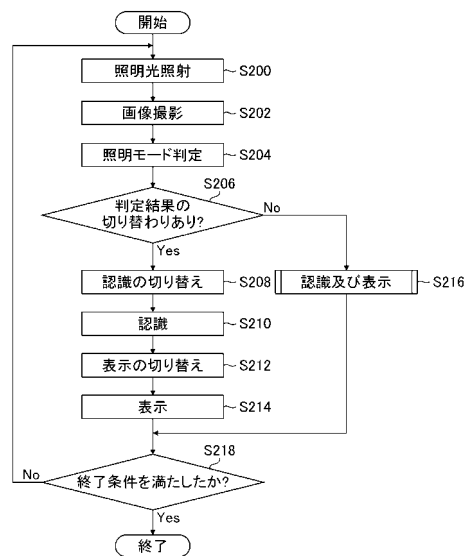 開始
照明光照射 S200
画像撮影 S202
照明モード判定 S204
S206
判定結果の
切り替わりあり?
No
Yes
認識の切り替え S208
認識及び表示 S216
認識 S210
表示の切り替え S212
表示 S214
S218
終了条件を満たしたか?
No
Yes
終了